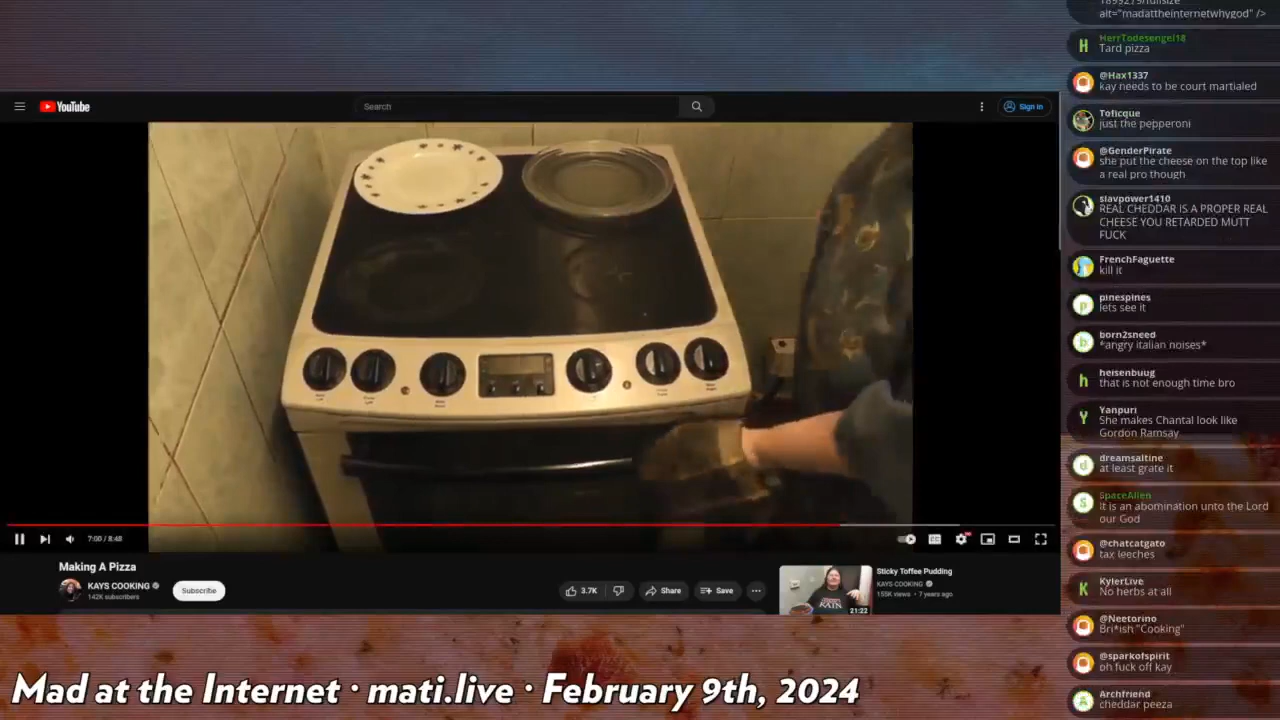 1899279/fullsize
alt="madattheinternetwhygod" />
HerrTodesengel18
Tard pizza
@Hax1337
kay needs to be court martialed
Toficque
just the pepperoni
@GenderPirate
she put the cheese on the top like
a real pro though
slavpower1410
REAL CHEDDAR IS A PROPER REAL
CHEESE YOU RETARDED MUTT
FUCK
FrenchFaguette
kill it
pinespines
lets see it
born2sneed
*angry italian noises*
heisenbuug
that is not enough time bro
Yanpuri
She makes Chantal look like
Gordon Ramsay
dreamsaltine
at least grate it
SpaceAlien
It is an abomination unto the Lord
our God
@chatcatgato
tax leeches
KylerLive
No herbs at all
@Neetorino
Bri*ish "Cooking"
@sparkofspirit
oh fuck off kay
Archfriend
cheddar peeza
YouTube
Search
Sign in
7:00 / 8:48
Making A Pizza
KAYS COOKING
142K subscribers
Subscribe
3.7K
Share
Save
Sticky Toffee Pudding
KAYS COOKING
155K views • 7 years ago
21:22
Mad at the Internet · mati.live · February 9th, 2024